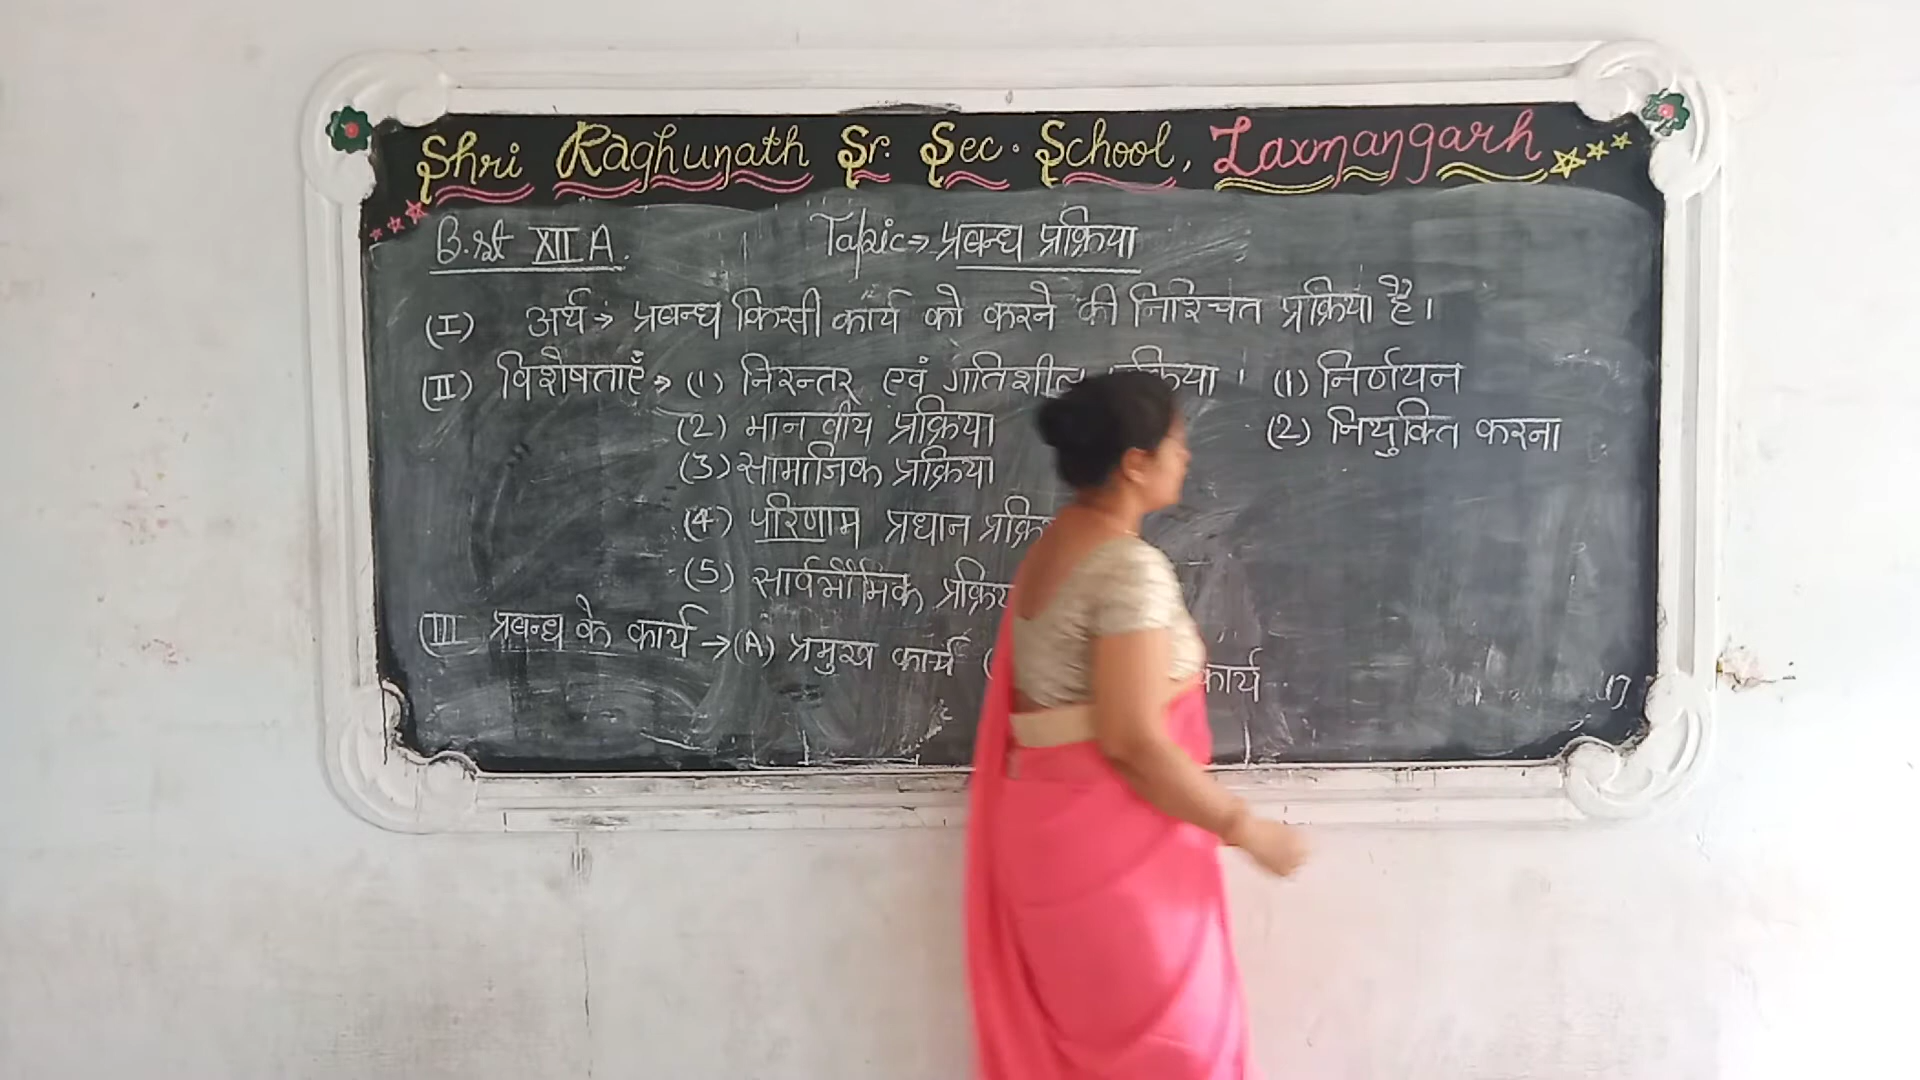 Shri Raghunath Sr. Sec. School, Laxmangarh
B.st XII A.
Topic → प्रबन्ध प्रक्रिया
(I) अर्थ → प्रबन्ध किसी कार्य को करने की निश्चित प्रक्रिया है।
(II) विशेषताएँ → (1) निरन्तर एवं गतिशील प्रक्रिया।
(2) मानवीय प्रक्रिया
(3) सामाजिक प्रक्रिया
(4) परिणाम प्रधान
(5) सार्वभौमिक
(III) प्रबन्ध के कार्य → (A) प्रमुख कार्य कार्य
(1) निर्णयन
(2) नियुक्ति करना